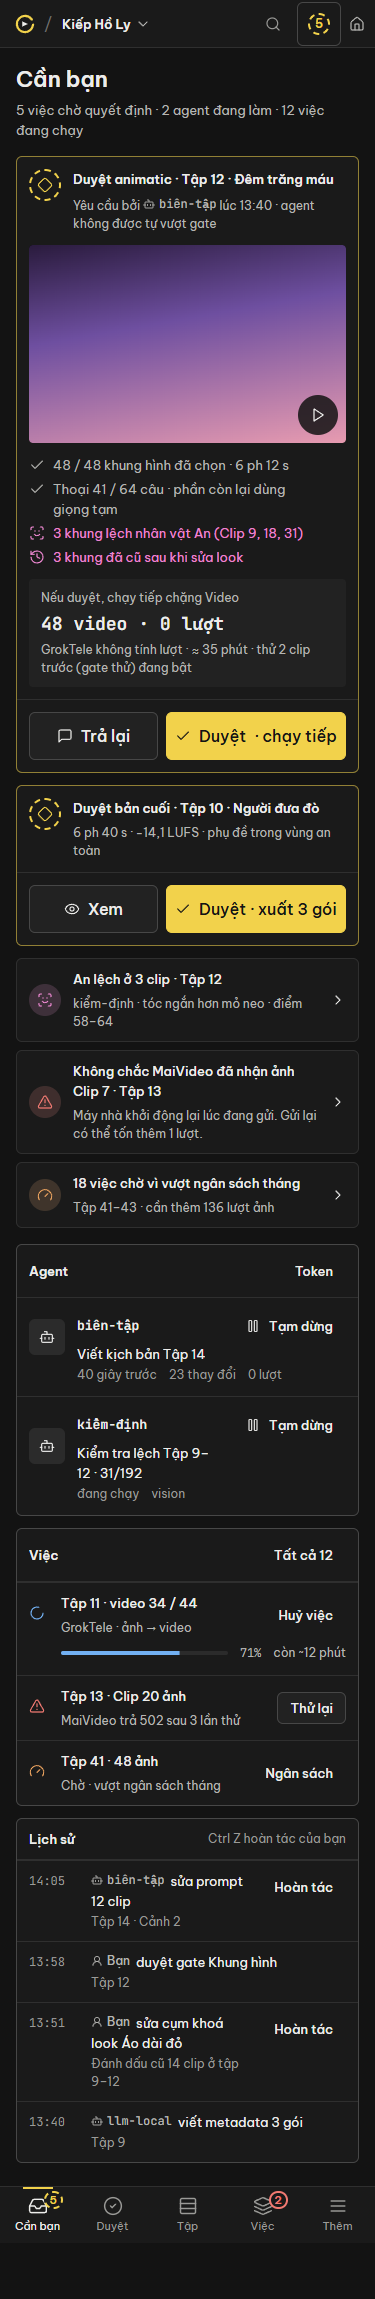 / Kiếp Hồ Ly
5
Cần bạn
5 việc chờ quyết định · 2 agent đang làm · 12 việc
đang chạy
Duyệt animatic · Tập 12 · Đêm trăng máu
Yêu cầu bởi biên-tập lúc 13:40 · agent
không được tự vượt gate
48 / 48 khung hình đã chọn · 6 ph 12 s
Thoại 41 / 64 câu · phần còn lại dùng
giọng tạm
3 khung lệch nhân vật An (Clip 9, 18, 31)
3 khung đã cũ sau khi sửa look
Nếu duyệt, chạy tiếp chặng Video
48 video · 0 lượt
GrokTele không tính lượt · ≈ 35 phút · thử 2 clip
trước (gate thử) đang bật
Trả lại
Duyệt · chạy tiếp
Duyệt bản cuối · Tập 10 · Người đưa đò
6 ph 40 s · -14,1 LUFS · phụ đề trong vùng an
toàn
Xem
Duyệt · xuất 3 gói
An lệch ở 3 clip · Tập 12
kiểm-định · tóc ngắn hơn mỏ neo · điểm
58–64
Không chắc MaiVideo đã nhận ảnh
Clip 7 · Tập 13
Máy nhà khởi động lại lúc đang gửi. Gửi lại
có thể tốn thêm 1 lượt.
18 việc chờ vì vượt ngân sách tháng
Tập 41–43 · cần thêm 136 lượt ảnh
Agent
Token
biên-tập
Tạm dừng
Viết kịch bản Tập 14
40 giây trước 23 thay đổi 0 lượt
kiểm-định
Tạm dừng
Kiểm tra lệch Tập 9–
12 · 31/192
đang chạy vision
Việc
Tất cả 12
Tập 11 · video 34 / 44
GrokTele · ảnh → video
Huỷ việc
71% còn ~12 phút
Tập 13 · Clip 20 ảnh
MaiVideo trả 502 sau 3 lần thử
Thử lại
Tập 41 · 48 ảnh
Chờ · vượt ngân sách tháng
Ngân sách
Lịch sử
Ctrl Z hoàn tác của bạn
14:05
biên-tập sửa prompt
12 clip
Tập 14 · Cảnh 2
Hoàn tác
13:58
Bạn duyệt gate Khung hình
Tập 12
13:51
Bạn sửa cụm khoá
look Áo dài đỏ
Đánh dấu cũ 14 clip ở tập
9–12
Hoàn tác
13:40
llm-local viết metadata 3 gói
Tập 9
5
2
Cần bạn
Duyệt
Tập
Việc
Thêm